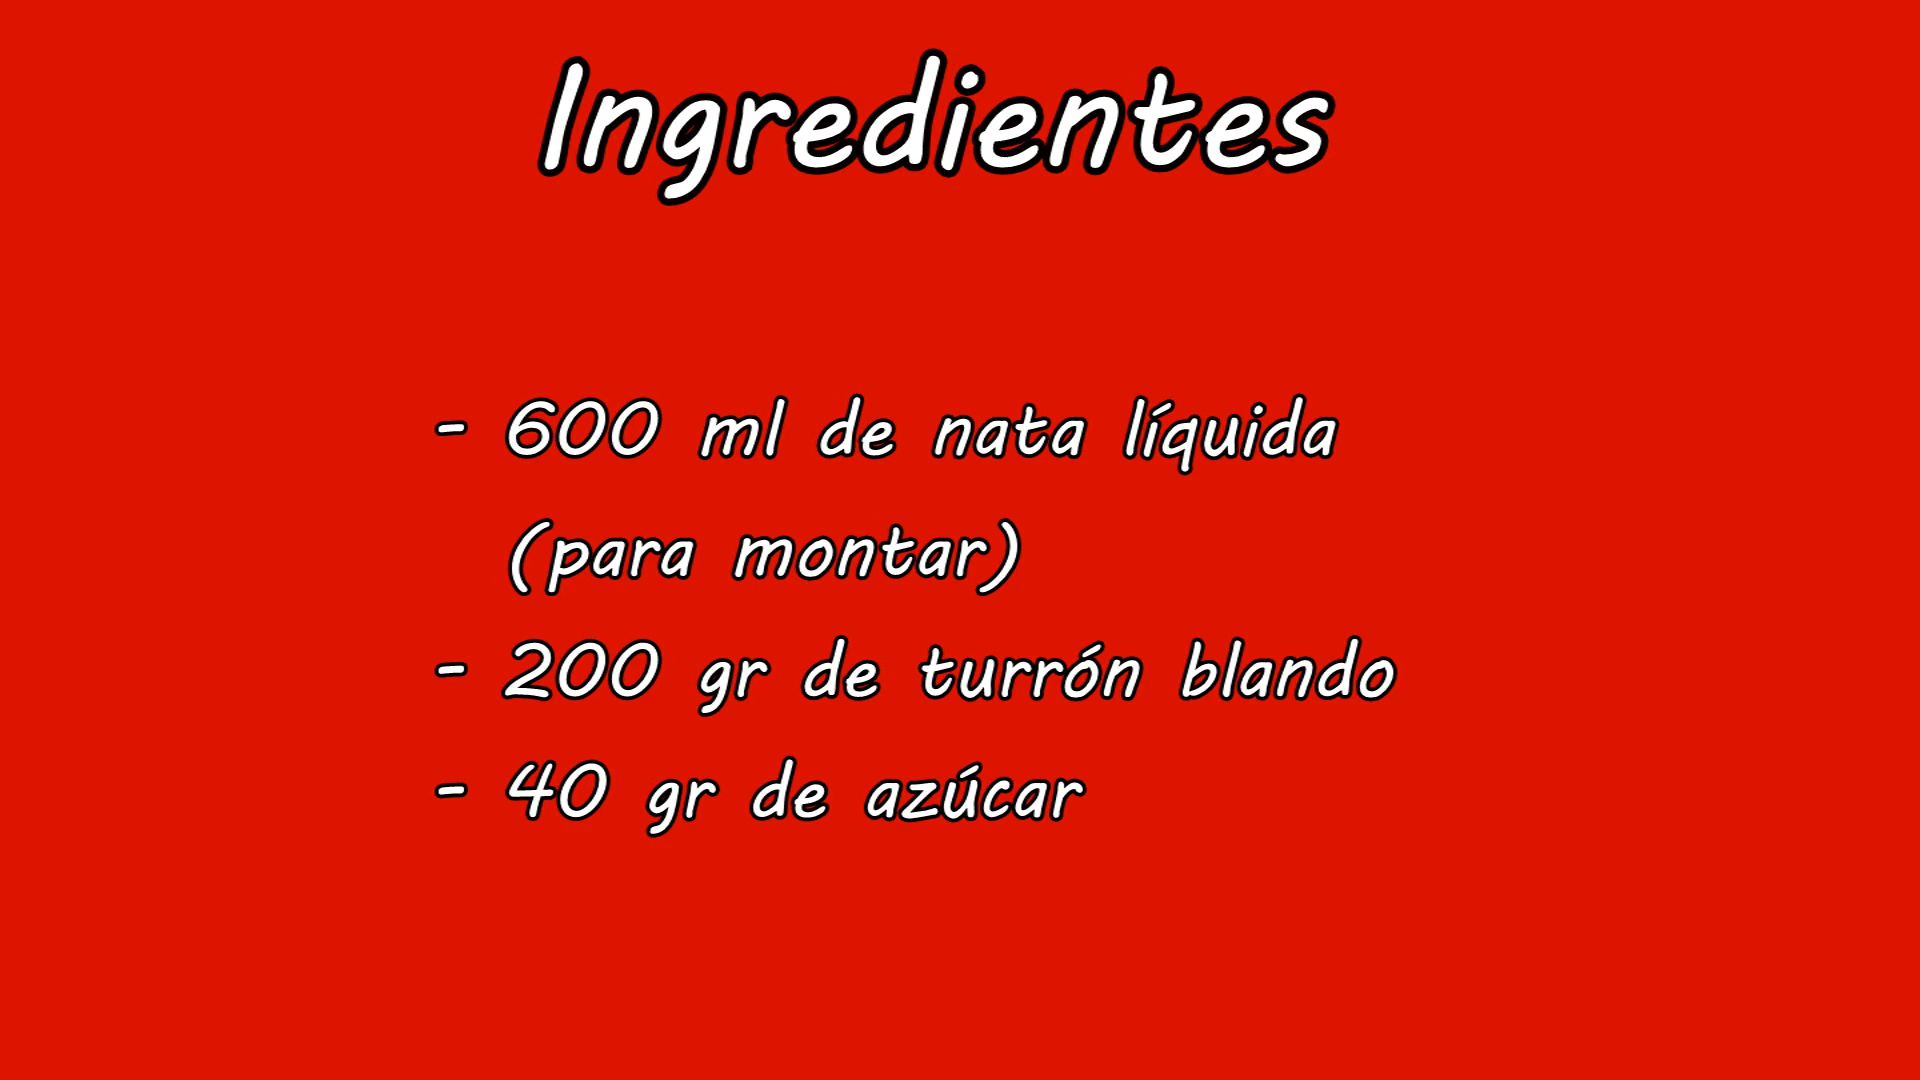 Ingredientes
- 600 ml de nata líquida
(para montar)
- 200 gr de turrón blando
- 40 gr de azúcar